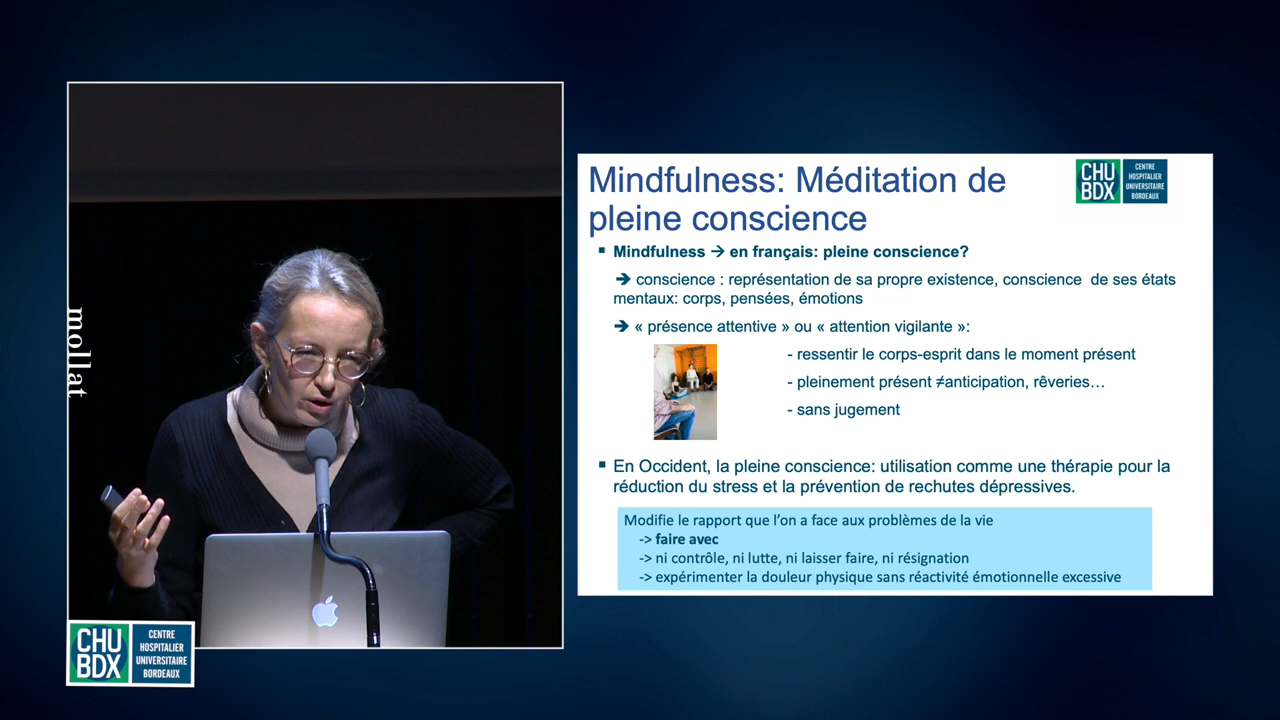 mollat
CHU
BDX
CENTRE
HOSPITALIER
UNIVERSITAIRE
BORDEAUX
Mindfulness: Méditation de
pleine conscience
CHU
BDX
CENTRE
HOSPITALIER
UNIVERSITAIRE
BORDEAUX
▪ Mindfulness → en français: pleine conscience?
→ conscience : représentation de sa propre existence, conscience de ses états
mentaux: corps, pensées, émotions
→ « présence attentive » ou « attention vigilante »:
- ressentir le corps-esprit dans le moment présent
- pleinement présent ≠anticipation, rêveries…
- sans jugement
▪ En Occident, la pleine conscience: utilisation comme une thérapie pour la
réduction du stress et la prévention de rechutes dépressives.
Modifie le rapport que l’on a face aux problèmes de la vie
-> faire avec
-> ni contrôle, ni lutte, ni laisser faire, ni résignation
-> expérimenter la douleur physique sans réactivité émotionnelle excessive